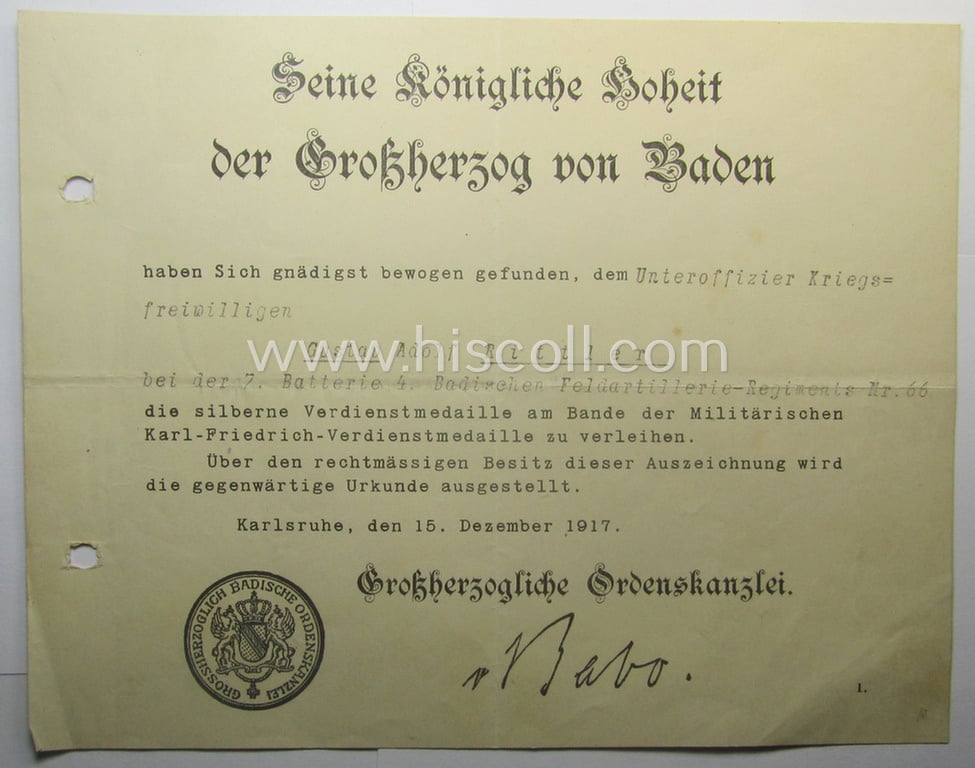 Seine Königliche Hoheit
der Großherzog von Baden
haben Sich gnädigst bewogen gefunden, dem Unteroffizier Kriegs=
freiwilligen
Gustav Adolf
www.hiscoll.com
bei der 7. Batterie 4. Badischen Feldartillerie-Regiments Nr.66
die silberne Verdienstmedaille am Bande der Militärischen
Karl-Friedrich-Verdienstmedaille zu verleihen.
Über den rechtmässigen Besitz dieser Auszeichnung wird
die gegenwärtige Urkunde ausgestellt.
Karlsruhe, den 15. Dezember 1917.
Großherzogliche Ordenskanzlei.
GROSSHERZOGLICH BADISCHE ORDENSKANZLEI
v Babo.
1.